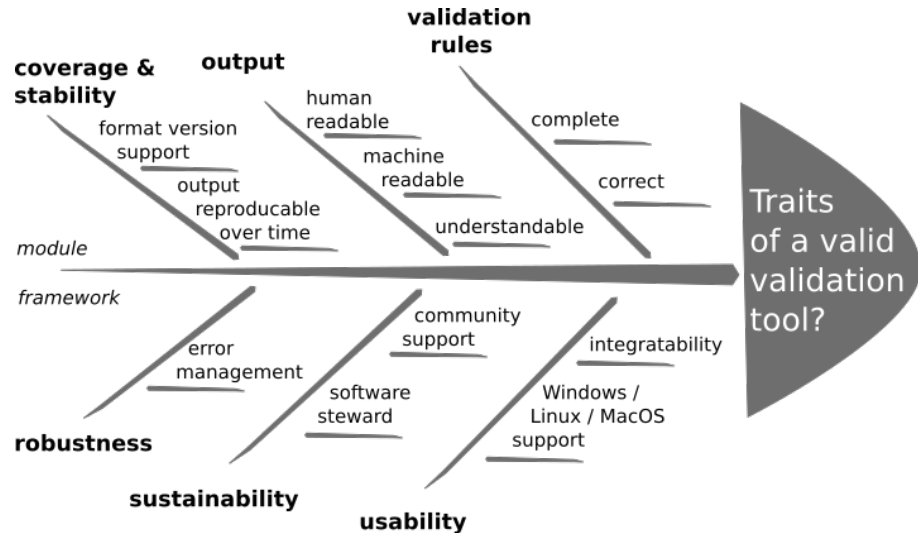 coverage &
stability
format version
support
output
reproducable
over time
output
human
readable
machine
readable
understandable
validation
rules
complete
correct
module
framework
error
management
robustness
community
support
software
steward
sustainability
integratability
Windows /
Linux / MacOS
support
usability
Traits
of a valid
validation
tool?